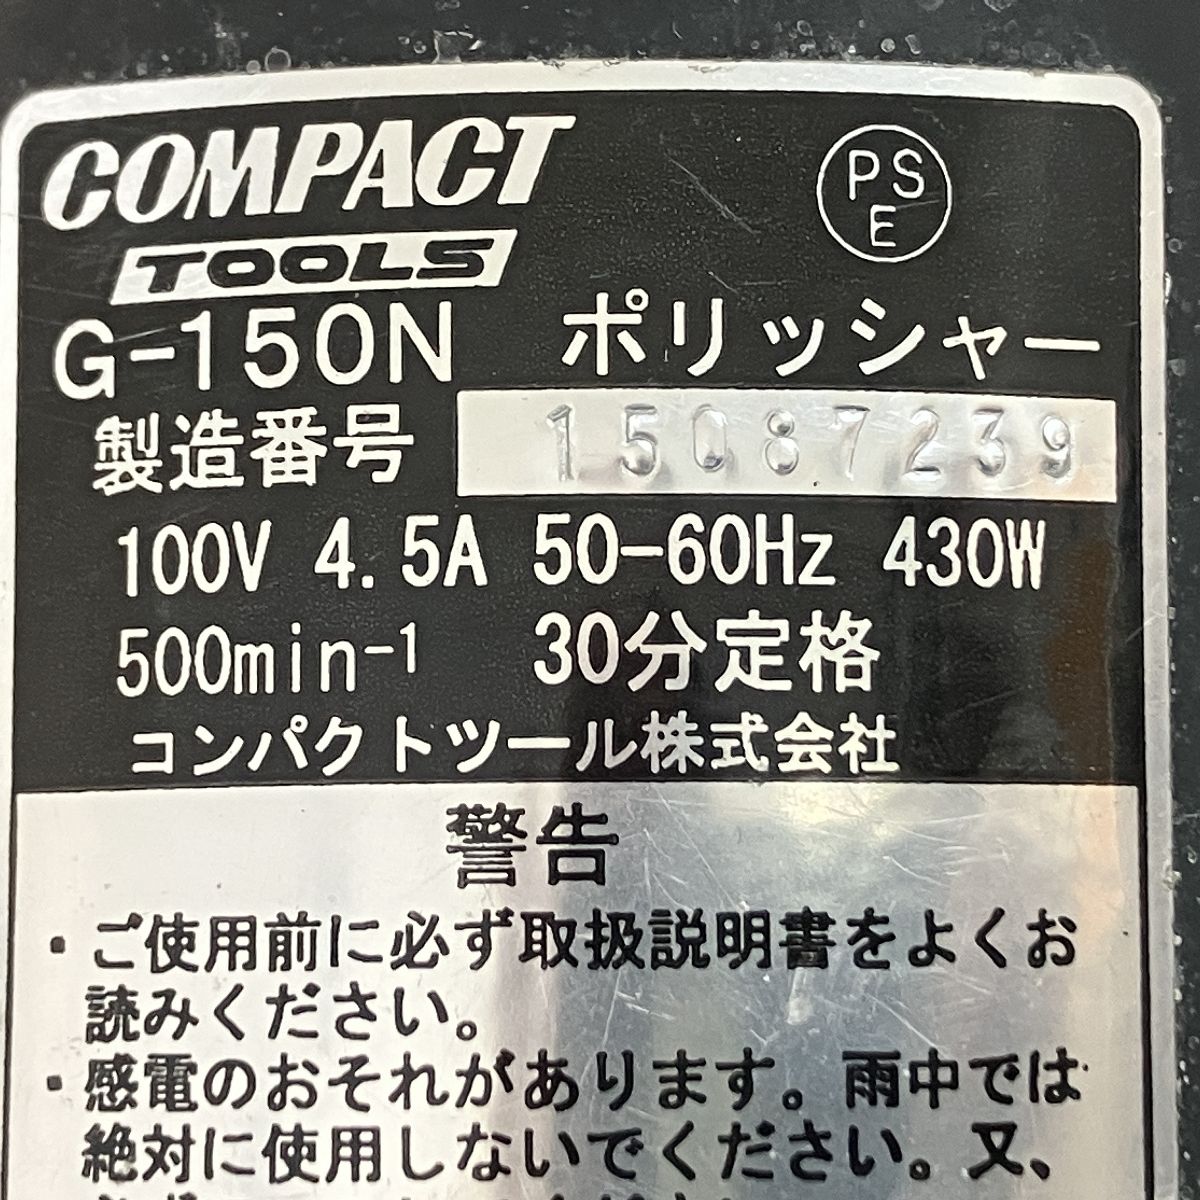 COMPACT
TOOLS
PS
E
G-150N ポリッシャー
製造番号 15087239
100V 4.5A 50-60Hz 430W
500min-1 30分定格
コンパクトツール株式会社
警告
・ご使用前に必ず取扱説明書をよくお
読みください。
・感電のおそれがあります。雨中では
絶対に使用しないでください。又、